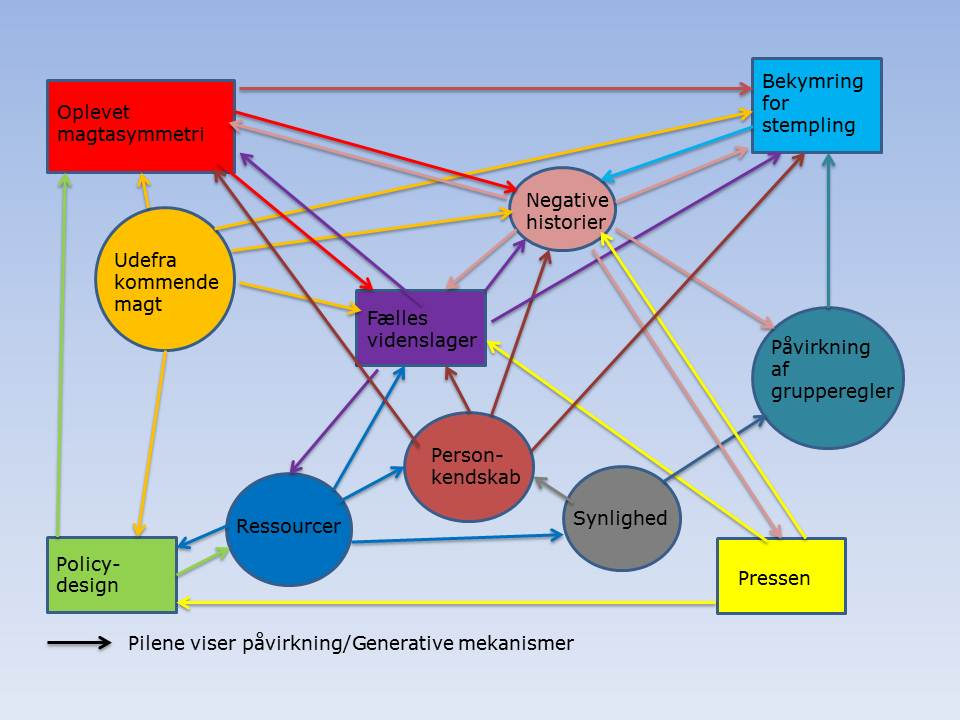 Oplevet
magtasymmetri
Bekymring
for
stempling
Negative
historier
Udefra
kommende
magt
Fælles
videnslager
Påvirkning
af
grupperegler
Person-
kendskab
Ressourcer
Synlighed
Policy-
design
Pressen
Pilene viser påvirkning/Generative mekanismer